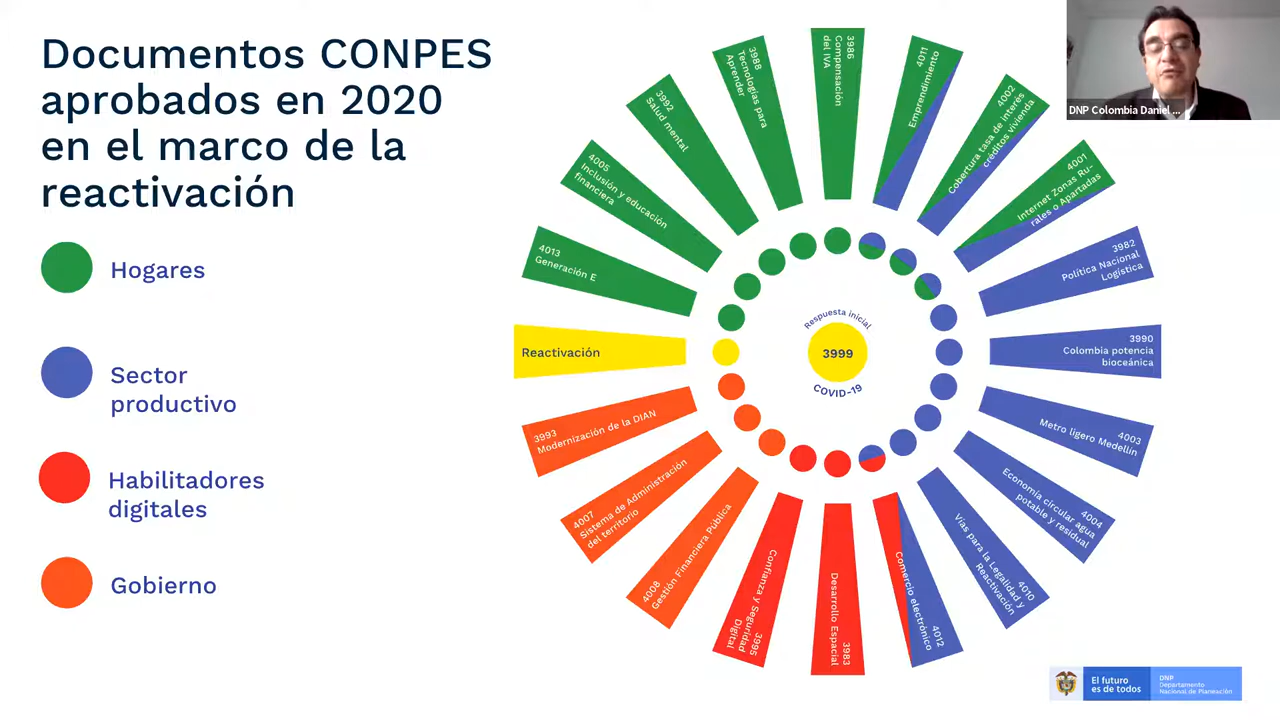 Documentos CONPES
aprobados en 2020
en el marco de la
reactivación
Hogares
Sector
productivo
Habilitadores
digitales
Gobierno
3986
Compensación
del IVA
4011
Emprendimiento
4002
Cobertura tasa de interés
créditos vivienda
4001
Internet Zonas Ru-
rales o Apartadas
3982
Política Nacional
Logística
3990
Colombia potencia
bioceánica
4003
Metro ligero Medellín
4004
Economía circular agua
potable y residual
4010
Vías para la Legalidad y
Reactivación
4012
Comercio electrónico
3983
Desarrollo Espacial
3995
Confianza y Seguridad
Digital
4008
Gestión Financiera Pública
4007
Sistema de Administración
del territorio
3993
Modernización de la DIAN
Reactivación
4013
Generación E
4005
Inclusión y educación
financiera
3992
Salud mental
3988
Tecnologías para
Aprender
Respuesta inicial
3999
COVID-19
DNP Colombia Daniel ...
El futuro
es de todos
DNP
Departamento
Nacional de Planeación